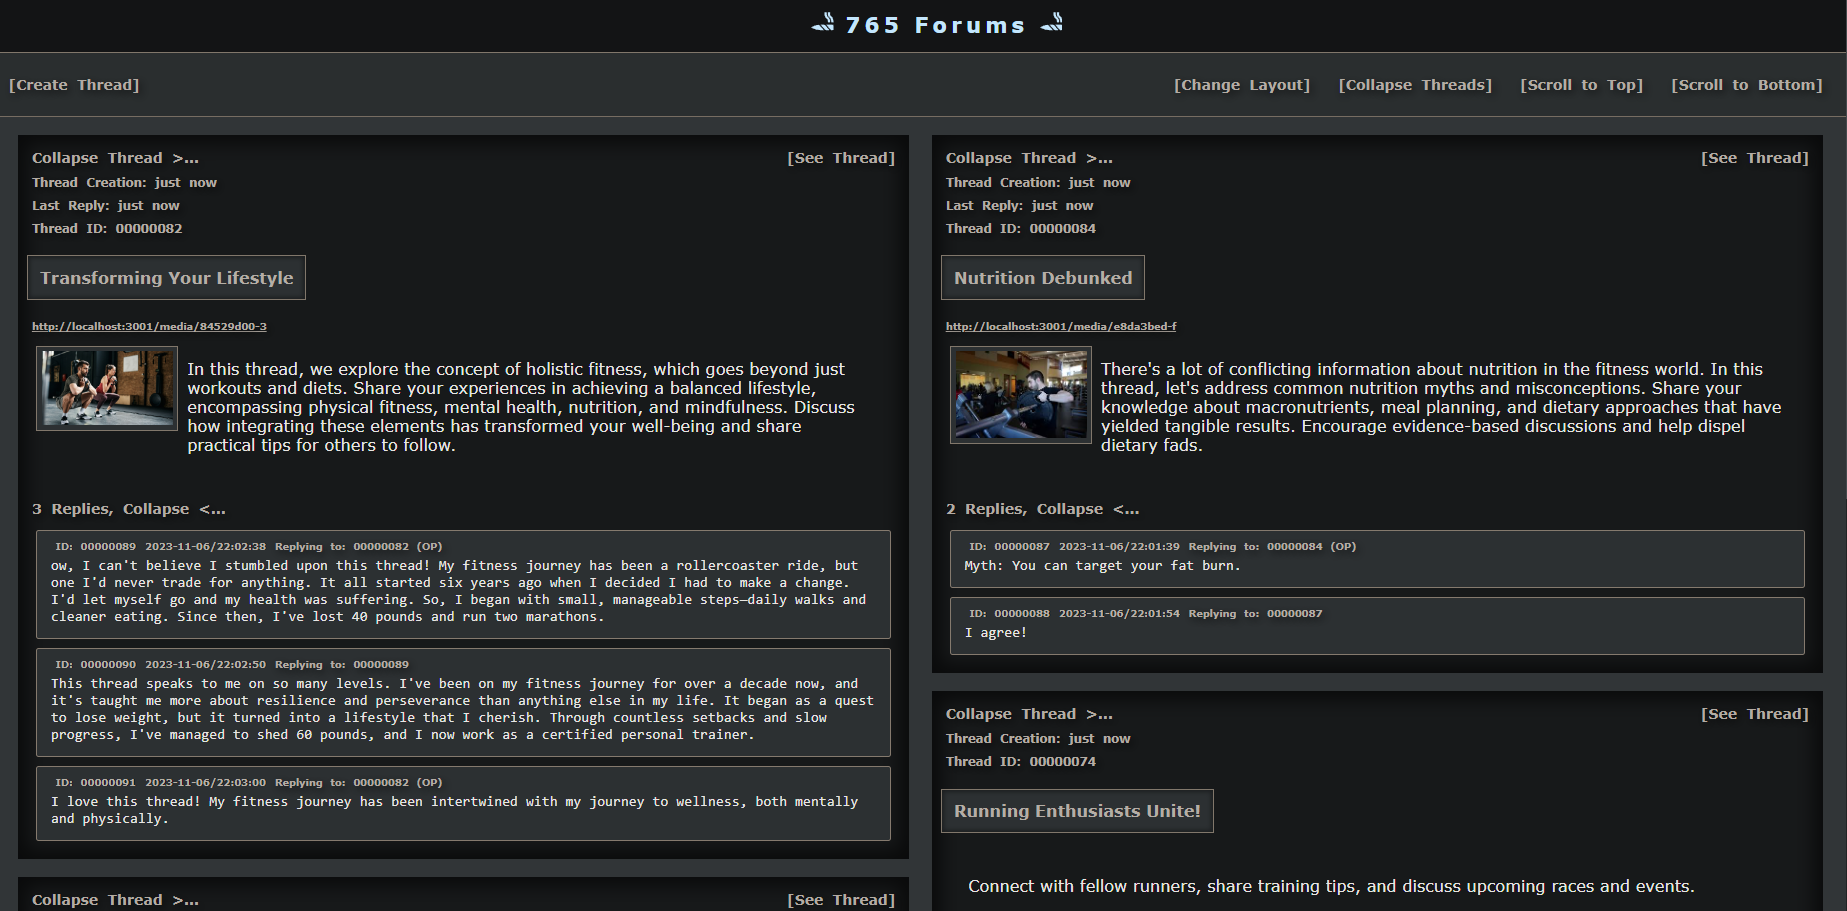 765 Forums
[Create Thread]
[Change Layout]
[Collapse Threads]
[Scroll to Top]
[Scroll to Bottom]
Collapse Thread >...
[See Thread]
Thread Creation: just now
Last Reply: just now
Thread ID: 00000082
Transforming Your Lifestyle
http://localhost:3001/media/84529d00-3
In this thread, we explore the concept of holistic fitness, which goes beyond just
workouts and diets. Share your experiences in achieving a balanced lifestyle,
encompassing physical fitness, mental health, nutrition, and mindfulness. Discuss
how integrating these elements has transformed your well-being and share
practical tips for others to follow.
3 Replies, Collapse <...
ID: 00000089 2023-11-06/22:02:38 Replying to: 00000082 (OP)
ow, I can't believe I stumbled upon this thread! My fitness journey has been a rollercoaster ride, but
one I'd never trade for anything. It all started six years ago when I decided I had to make a change.
I'd let myself go and my health was suffering. So, I began with small, manageable steps—daily walks and
cleaner eating. Since then, I've lost 40 pounds and run two marathons.
ID: 00000090 2023-11-06/22:02:50 Replying to: 00000089
This thread speaks to me on so many levels. I've been on my fitness journey for over a decade now, and
it's taught me more about resilience and perseverance than anything else in my life. It began as a quest
to lose weight, but it turned into a lifestyle that I cherish. Through countless setbacks and slow
progress, I've managed to shed 60 pounds, and I now work as a certified personal trainer.
ID: 00000091 2023-11-06/22:03:00 Replying to: 00000082 (OP)
I love this thread! My fitness journey has been intertwined with my journey to wellness, both mentally
and physically.
Collapse Thread >...
[See Thread]
Collapse Thread >...
[See Thread]
Thread Creation: just now
Last Reply: just now
Thread ID: 00000084
Nutrition Debunked
http://localhost:3001/media/e8da3bed-f
There's a lot of conflicting information about nutrition in the fitness world. In this
thread, let's address common nutrition myths and misconceptions. Share your
knowledge about macronutrients, meal planning, and dietary approaches that have
yielded tangible results. Encourage evidence-based discussions and help dispel
dietary fads.
2 Replies, Collapse <...
ID: 00000087 2023-11-06/22:01:39 Replying to: 00000084 (OP)
Myth: You can target your fat burn.
ID: 00000088 2023-11-06/22:01:54 Replying to: 00000087
I agree!
Collapse Thread >...
[See Thread]
Thread Creation: just now
Thread ID: 00000074
Running Enthusiasts Unite!
Connect with fellow runners, share training tips, and discuss upcoming races and events.